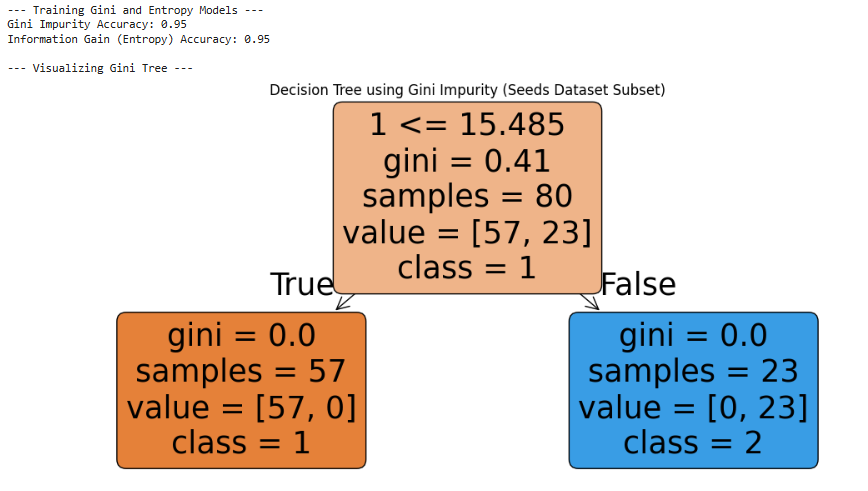 --- Training Gini and Entropy Models ---
Gini Impurity Accuracy: 0.95
Information Gain (Entropy) Accuracy: 0.95
--- Visualizing Gini Tree ---
Decision Tree using Gini Impurity (Seeds Dataset Subset)
1 <= 15.485
gini = 0.41
samples = 80
value = [57, 23]
class = 1
True
False
gini = 0.0
samples = 57
value = [57, 0]
class = 1
gini = 0.0
samples = 23
value = [0, 23]
class = 2